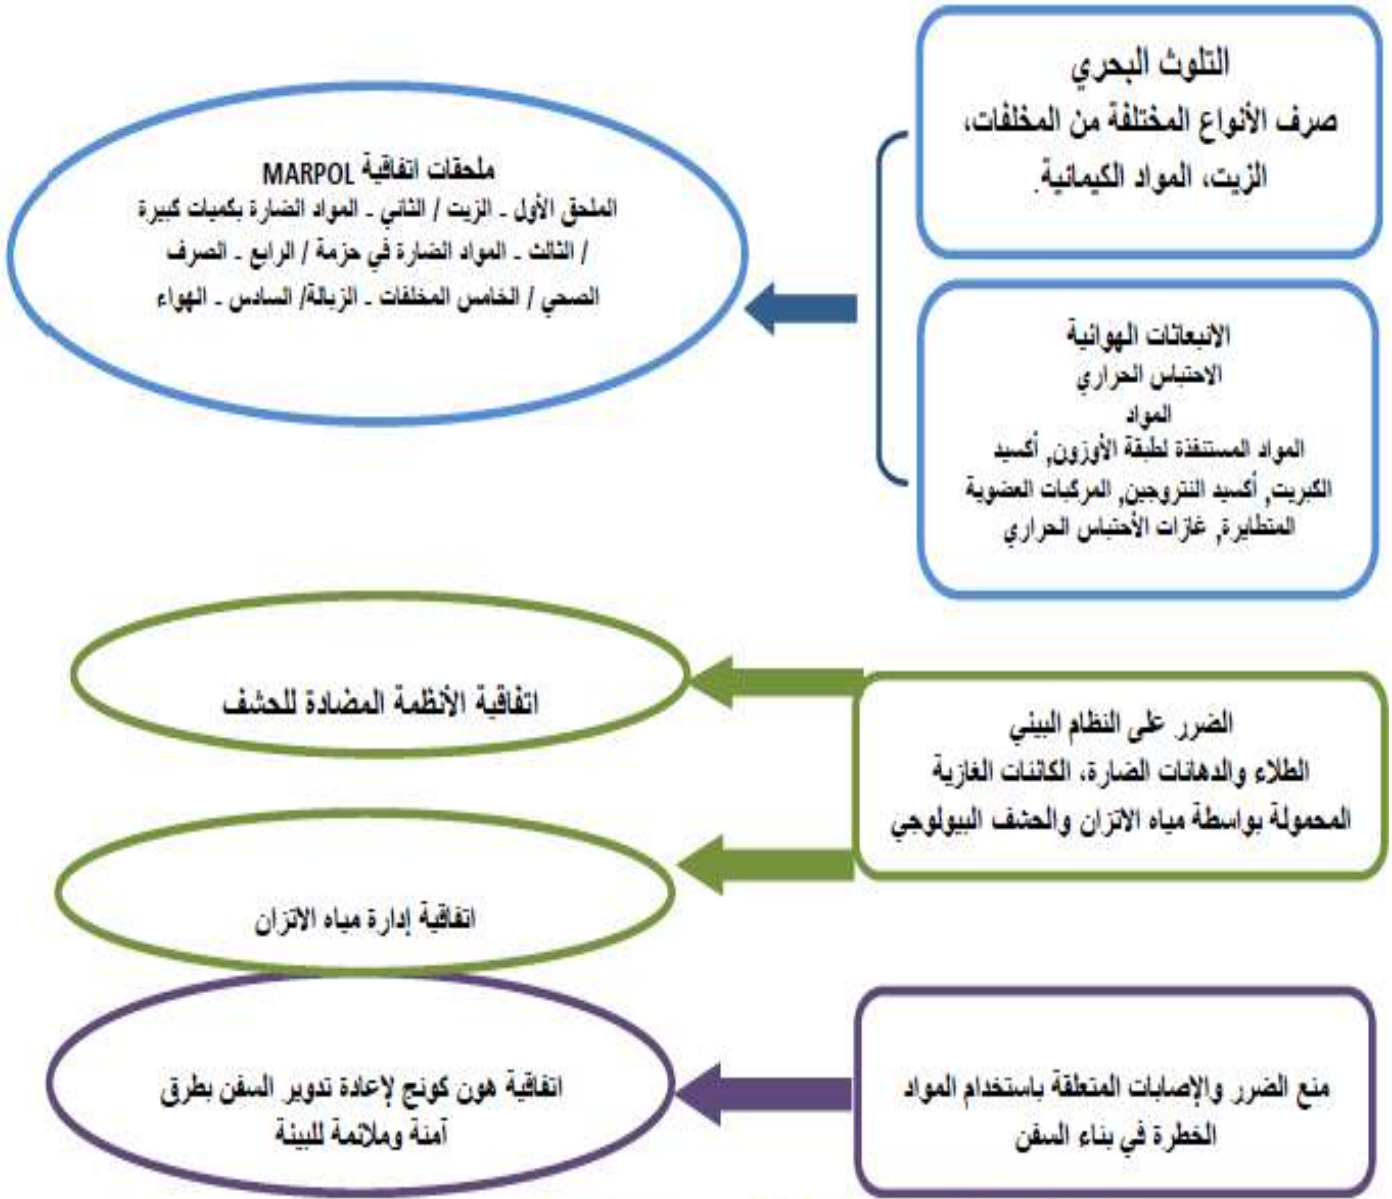 التلوث البحري
صرف الأنواع المختلفة من المخلفات،
الزيت، المواد الكيمائية.
ملحقات اتفاقية MARPOL
الملحق الأول - الزيت / الثاني - المواد الضارة بكميات كبيرة
/ الثالث - المواد الضارة في حزمة / الرابع - الصرف
الصحي / الخامس المخلفات - الزبالة/ السادس - الهواء
الانبعاثات الهوائية
الاحتباس الحراري
المواد
المواد المستنفذة لطبقة الأوزون, أكسيد
الكبريت, أكسيد النتروجين, المركبات العضوية
المتطايرة, غازات الأحتباس الحراري
الضرر على النظام البيئي
الطلاء والدهانات الضارة، الكائنات الغازية
المحمولة بواسطة مياه الاتزان والحشف البيولوجي
اتفاقية الأنظمة المضادة للحشف
اتفاقية إدارة مياه الاتزان
منع الضرر والإصابات المتعلقة باستخدام المواد
الخطرة في بناء السفن
اتفاقية هون كونج لإعادة تدوير السفن بطرق
آمنة وملائمة للبيئة